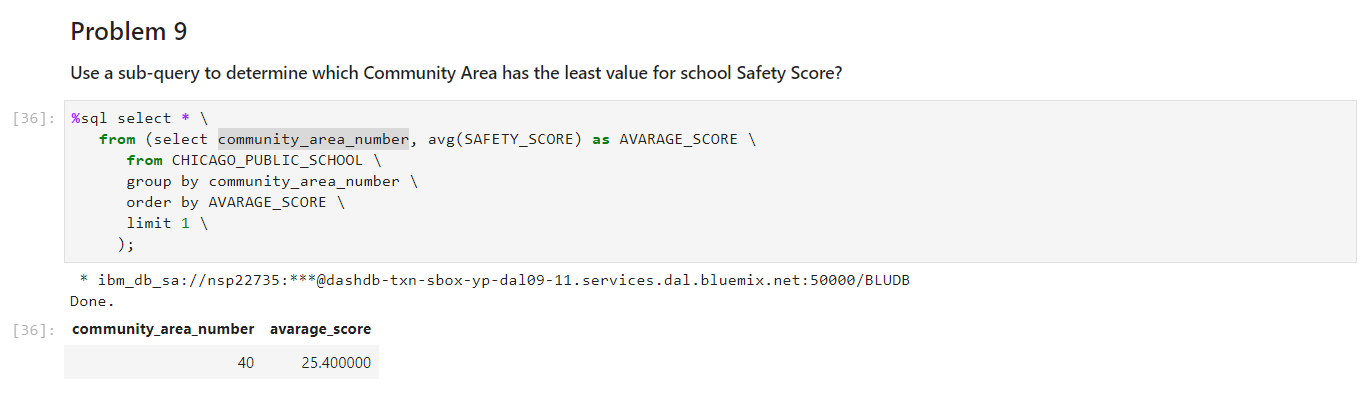 Problem 9
Use a sub-query to determine which Community Area has the least value for school Safety Score?
[36]: %sql select * \
from (select community_area_number, avg(SAFETY_SCORE) as AVARAGE_SCORE \
from CHICAGO_PUBLIC_SCHOOL \
group by community_area_number \
order by AVARAGE_SCORE \
limit 1 \
);
* ibm_db_sa://nsp22735:***@dashdb-txn-sbox-yp-dal09-11.services.dal.bluemix.net:50000/BLUDB
Done.
[36]: community_area_number avarage_score
40 25.400000